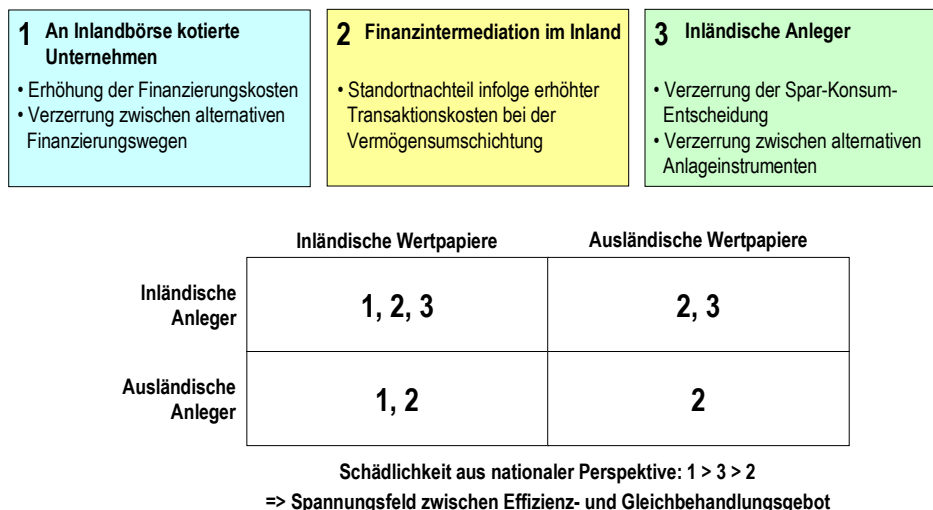 1 An Inlandbörse kotierte
Unternehmen
• Erhöhung der Finanzierungskosten
• Verzerrung zwischen alternativen
Finanzierungswegen
2 Finanzintermediation im Inland
• Standortnachteil infolge erhöhter
Transaktionskosten bei der
Vermögensumschichtung
3 Inländische Anleger
• Verzerrung der Spar-Konsum-
Entscheidung
• Verzerrung zwischen alternativen
Anlageinstrumenten
Inländische Wertpapiere Ausländische Wertpapiere
Inländische
Anleger
1, 2, 3 2, 3
Ausländische
Anleger
1, 2 2
Schädlichkeit aus nationaler Perspektive: 1 > 3 > 2
=> Spannungsfeld zwischen Effizienz- und Gleichbehandlungsgebot